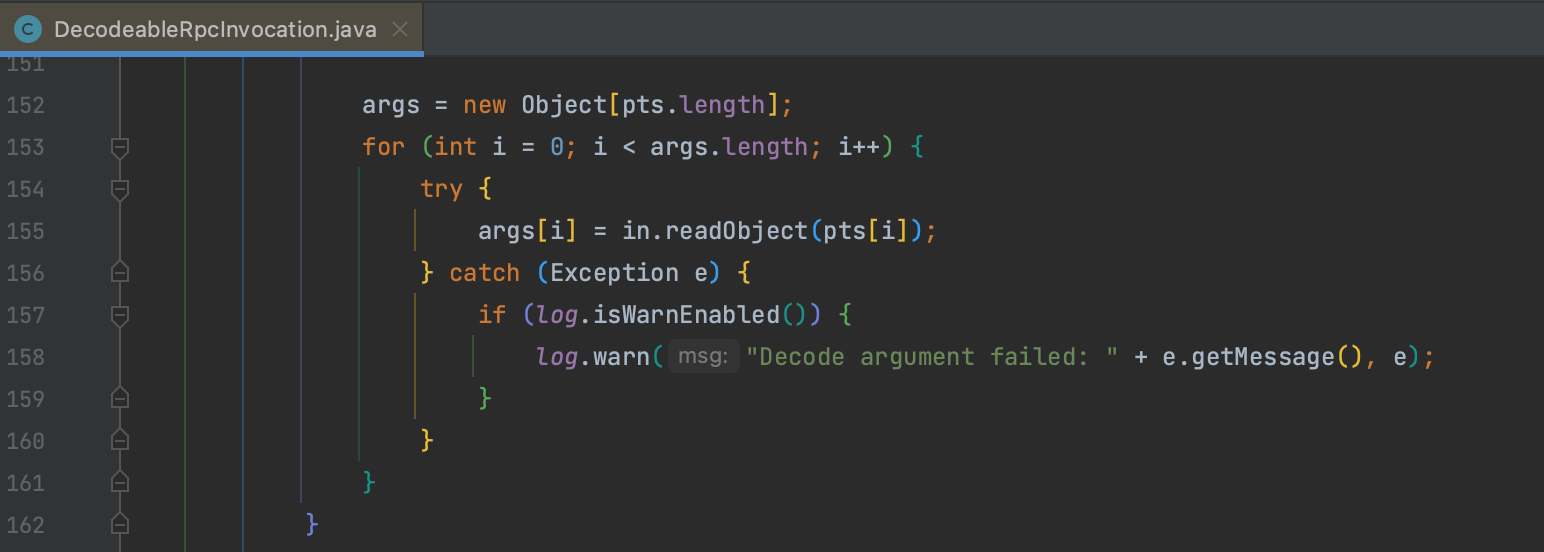 DecodeableRpcInvocation.java
151
152 args = new Object[pts.length];
153 for (int i = 0; i < args.length; i++) {
154 try {
155 args[i] = in.readObject(pts[i]);
156 } catch (Exception e) {
157 if (log.isWarnEnabled()) {
158 log.warn( msg: "Decode argument failed: " + e.getMessage(), e);
159 }
160 }
161 }
162 }